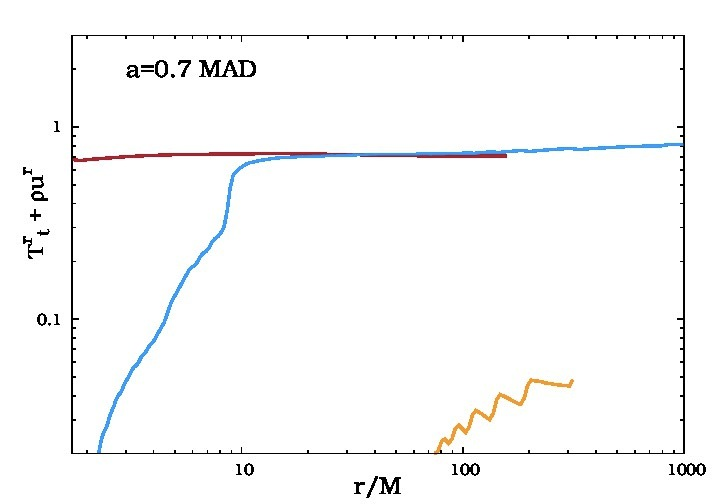 a=0.7 MAD
1
0.1
T^r_t + ρu^r
10 100 1000
r/M